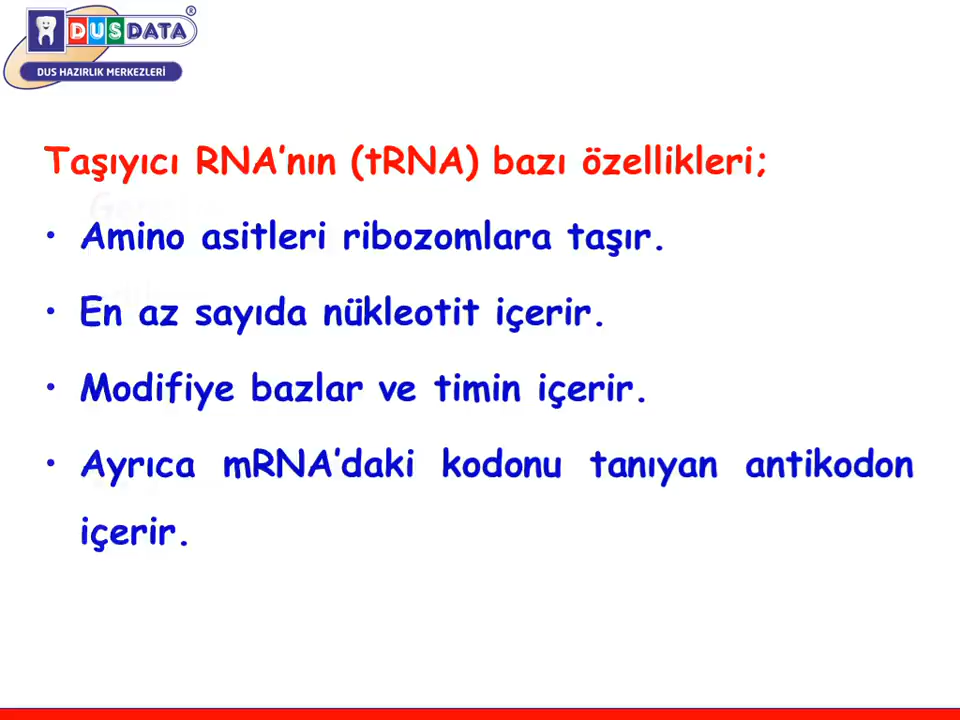 DUSDATA®
DUS HAZIRLIK MERKEZLERİ
Taşıyıcı RNA’nın (tRNA) bazı özellikleri;
• Amino asitleri ribozomlara taşır.
• En az sayıda nükleotit içerir.
• Modifiye bazlar ve timin içerir.
• Ayrıca mRNA’daki kodonu tanıyan antikodon
içerir.